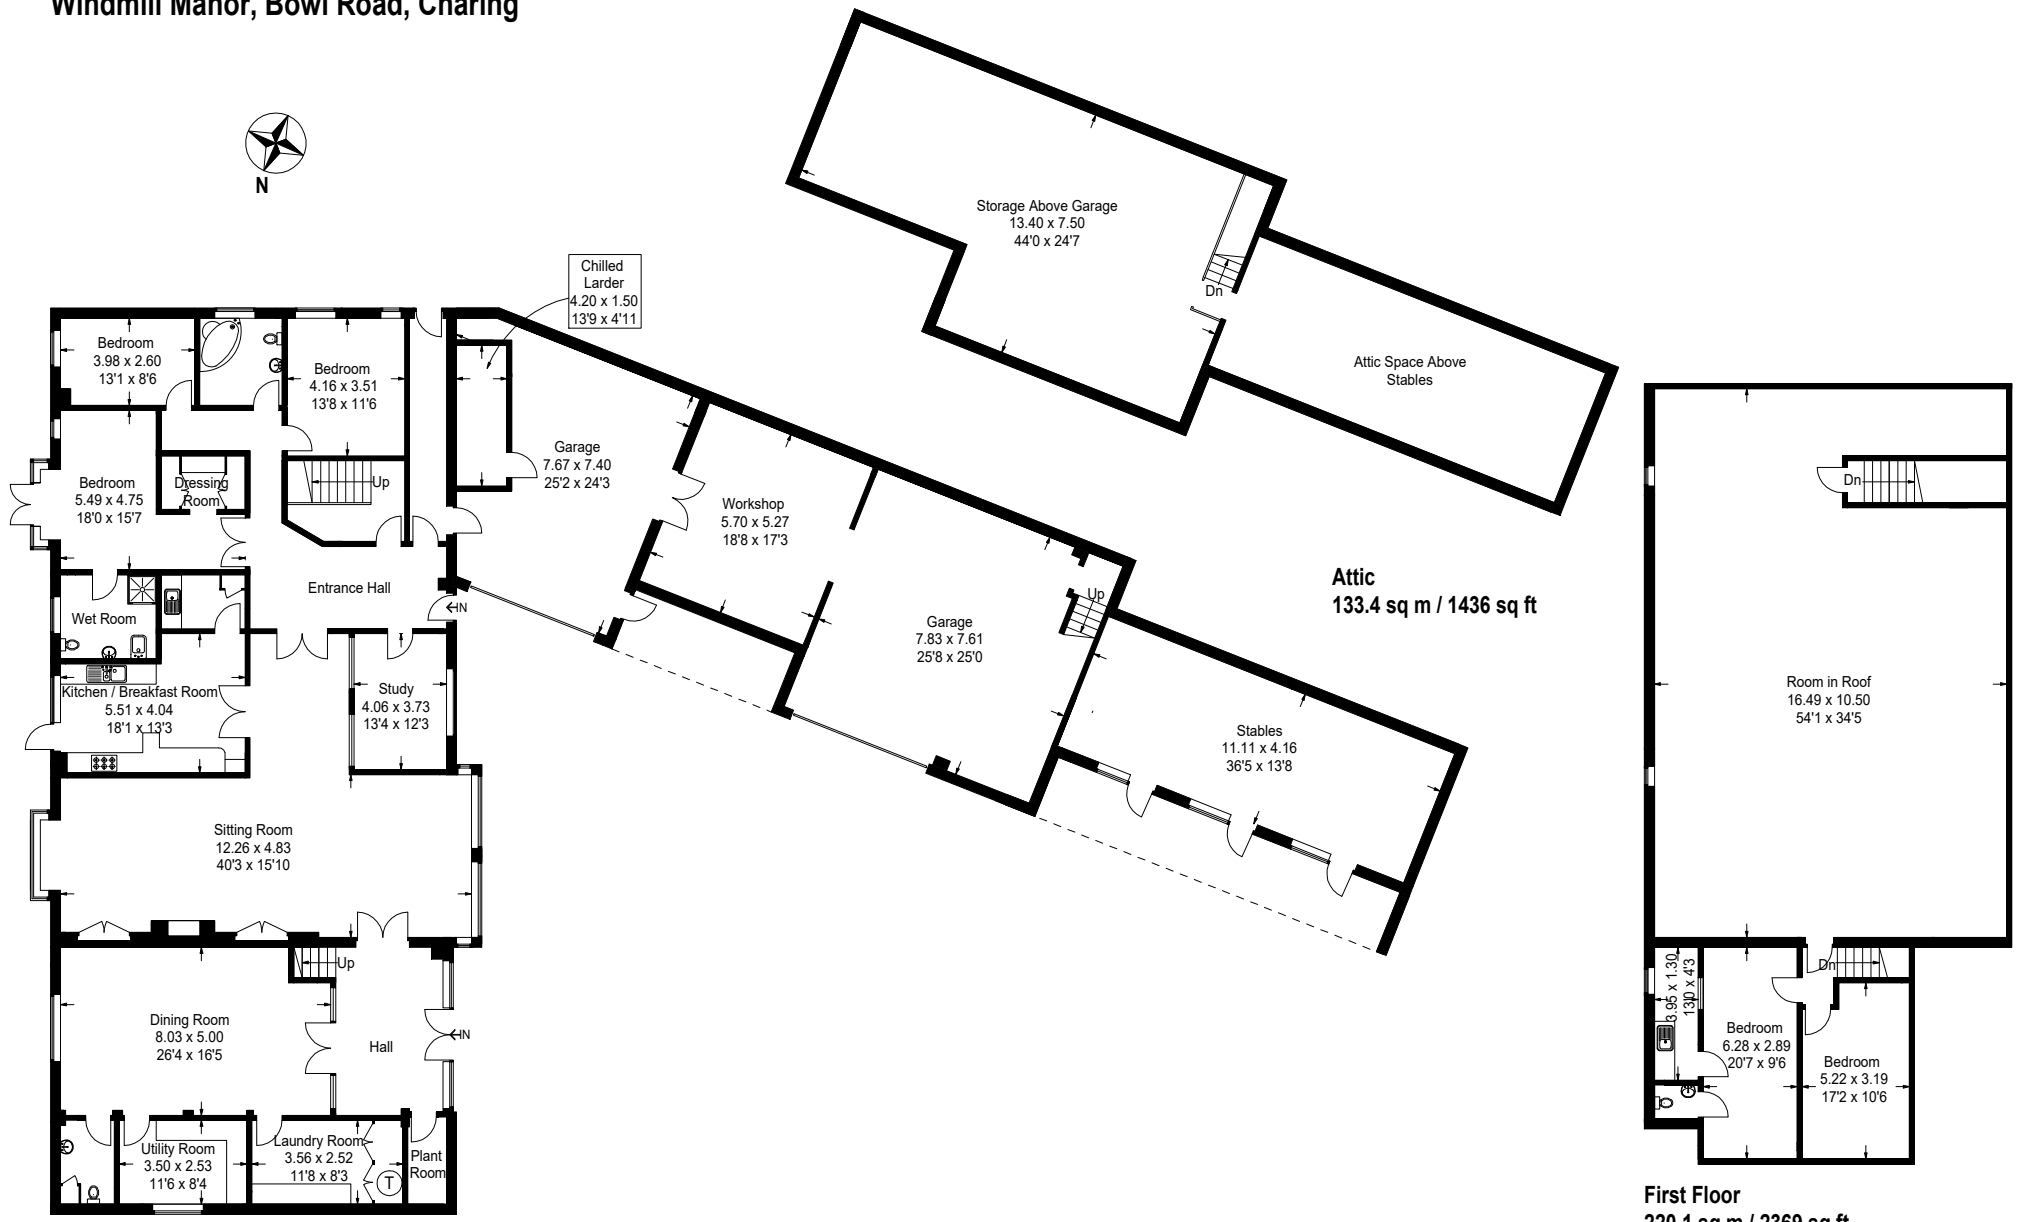 Windmill Manor, Bowl Road, Charing
N
Storage Above Garage
13.40 x 7.50
44'0 x 24'7
Dn
Attic Space Above
Stables
Attic
133.4 sq m / 1436 sq ft
Chilled
Larder
4.20 x 1.50
13'9 x 4'11
Bedroom
3.98 x 2.60
13'1 x 8'6
Bedroom
4.16 x 3.51
13'8 x 11'6
Garage
7.67 x 7.40
25'2 x 24'3
Bedroom
5.49 x 4.75
18'0 x 15'7
Dressing
Room
Up
Workshop
5.70 x 5.27
18'8 x 17'3
Entrance Hall
IN
Wet Room
Garage
7.83 x 7.61
25'8 x 25'0
Up
Kitchen / Breakfast Room
5.51 x 4.04
18'1 x 13'3
Study
4.06 x 3.73
13'4 x 12'3
Stables
11.11 x 4.16
36'5 x 13'8
Sitting Room
12.26 x 4.83
40'3 x 15'10
Up
Dining Room
8.03 x 5.00
26'4 x 16'5
Hall
IN
Utility Room
3.50 x 2.53
11'6 x 8'4
Laundry Room
3.56 x 2.52
11'8 x 8'3
T
Plant
Room
Dn
Room in Roof
16.49 x 10.50
54'1 x 34'5
Dn
3.95 x 1.30
13'0 x 4'3
Bedroom
6.28 x 2.89
20'7 x 9'6
Bedroom
5.22 x 3.19
17'2 x 10'6
First Floor
220.1 sq m / 2369 sq ft